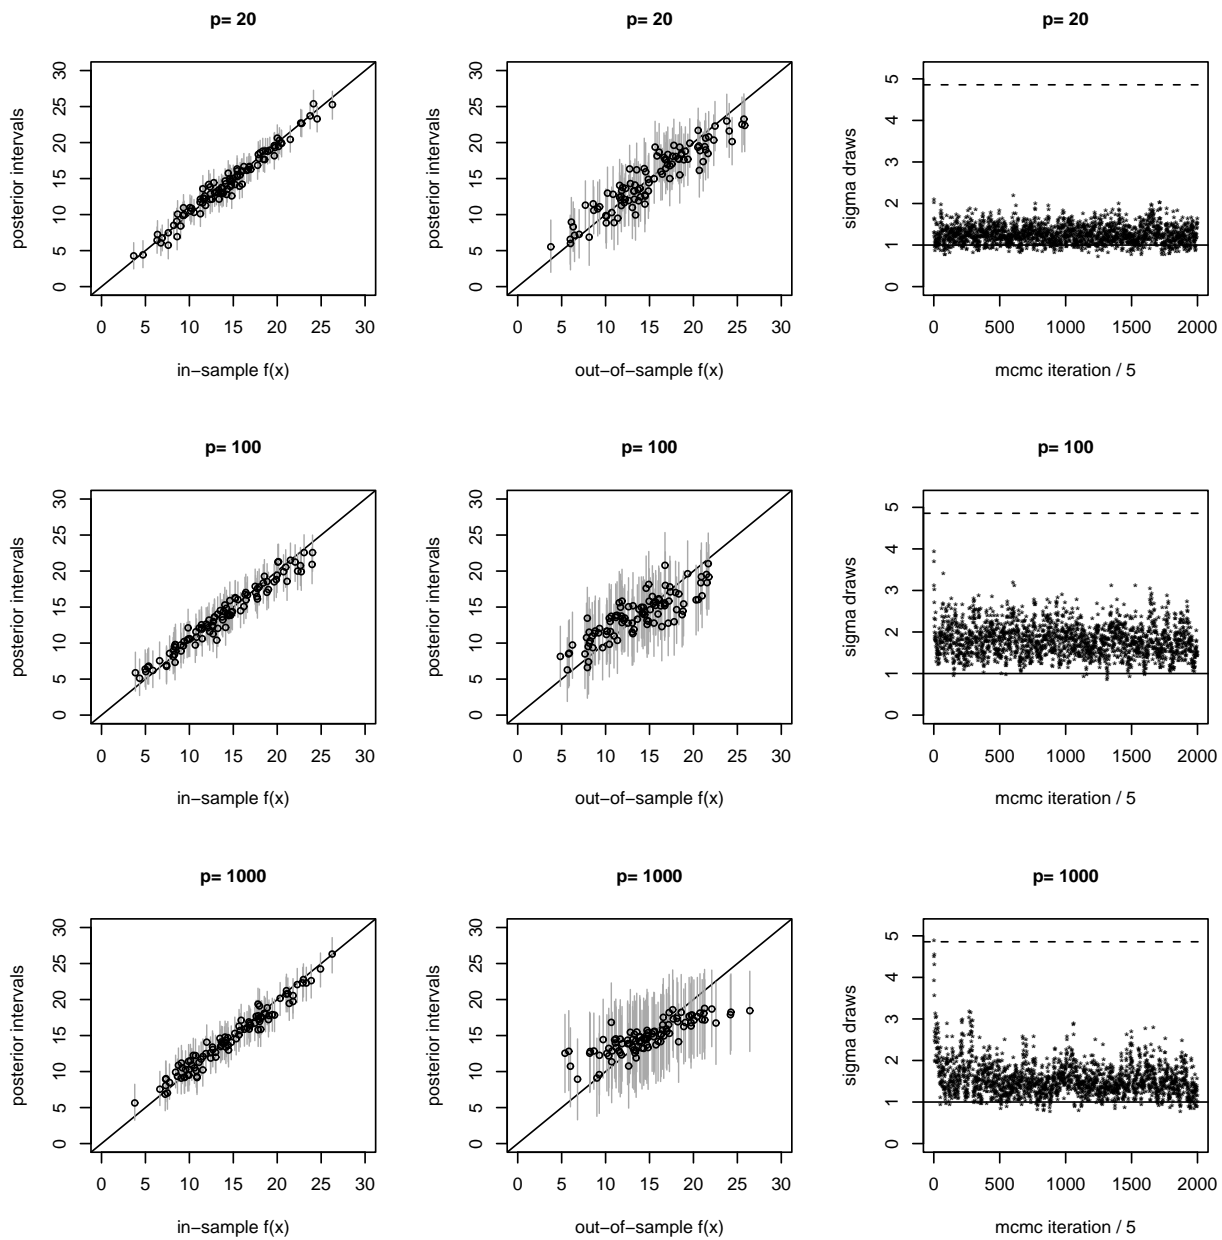 p= 20
p= 20
p= 20
posterior intervals
0 5 10 15 20 25 30
0 5 10 15 20 25 30
in−sample f(x)
posterior intervals
0 5 10 15 20 25 30
0 5 10 15 20 25 30
out−of−sample f(x)
sigma draws
0 1 2 3 4 5
0 500 1000 1500 2000
mcmc iteration / 5
p= 100
p= 100
p= 100
posterior intervals
0 5 10 15 20 25 30
0 5 10 15 20 25 30
in−sample f(x)
posterior intervals
0 5 10 15 20 25 30
0 5 10 15 20 25 30
out−of−sample f(x)
sigma draws
0 1 2 3 4 5
0 500 1000 1500 2000
mcmc iteration / 5
p= 1000
p= 1000
p= 1000
posterior intervals
0 5 10 15 20 25 30
0 5 10 15 20 25 30
in−sample f(x)
posterior intervals
0 5 10 15 20 25 30
0 5 10 15 20 25 30
out−of−sample f(x)
sigma draws
0 1 2 3 4 5
0 500 1000 1500 2000
mcmc iteration / 5